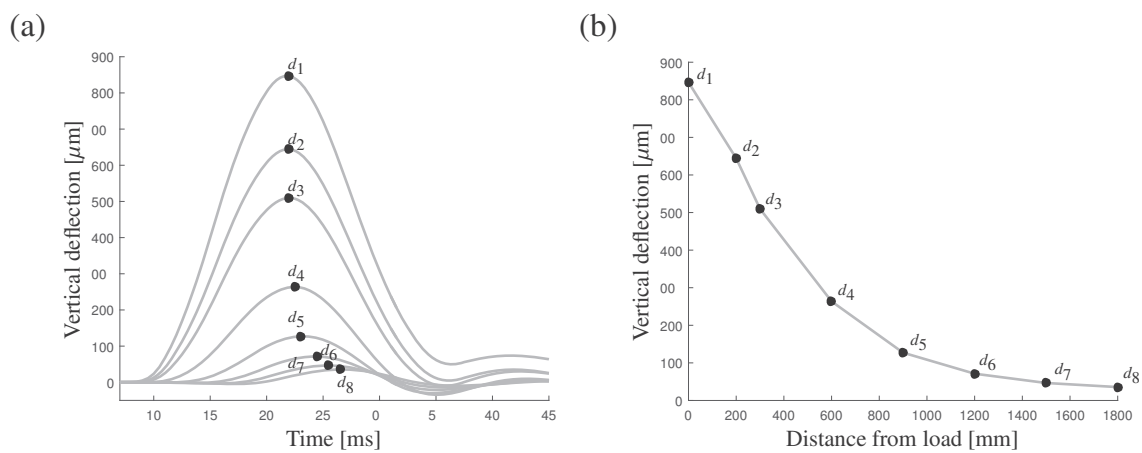 (a)
900
800
00
600
500
400
00
200
100
0
Vertical deflection [μm]
d1
d2
d3
d4
d5
d6
d7
d8
10 15 20 25 0 5 40 45
Time [ms]
(b)
900
800
00
600
500
400
00
200
100
0
Vertical deflection [μm]
d1
d2
d3
d4
d5
d6
d7
d8
0 200 400 600 800 1000 1200 1400 1600 1800
Distance from load [mm]